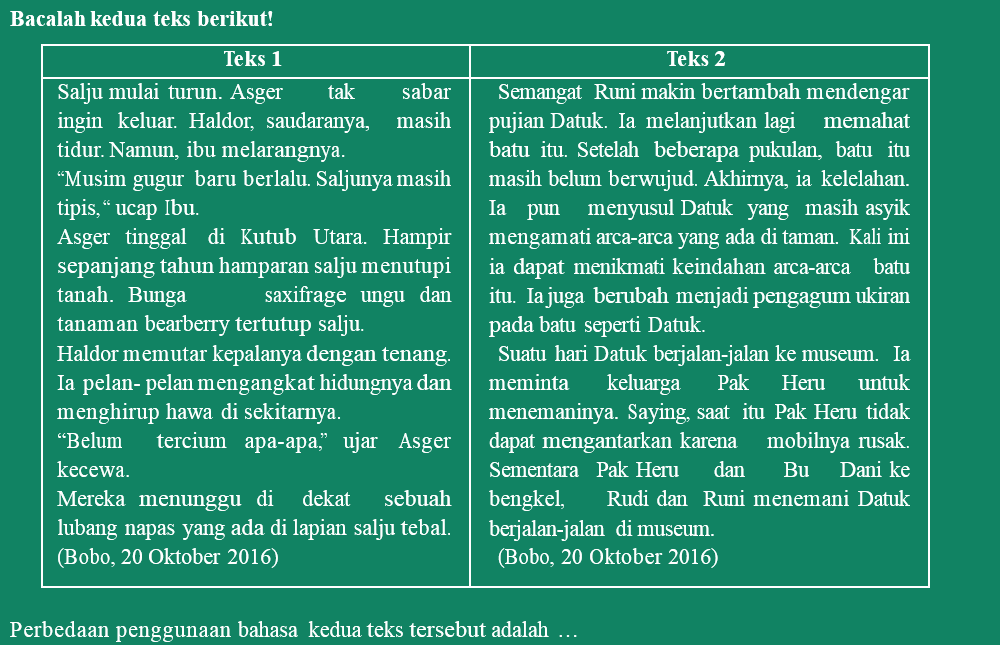 Bacalah kedua teks berikut!
Teks 1
Salju mulai turun. Asger tak sabar
ingin keluar. Haldor, saudaranya, masih
tidur. Namun, ibu melarangnya.
“Musim gugur baru berlalu. Saljunya masih
tipis,“ ucap Ibu.
Asger tinggal di Kutub Utara. Hampir
sepanjang tahun hamparan salju menutupi
tanah. Bunga saxifrage ungu dan
tanaman bearberry tertutup salju.
Haldor memutar kepalanya dengan tenang.
Ia pelan- pelan mengangkat hidungnya dan
menghirup hawa di sekitarnya.
“Belum tercium apa-apa,” ujar Asger
kecewa.
Mereka menunggu di dekat sebuah
lubang napas yang ada di lapian salju tebal.
(Bobo, 20 Oktober 2016)
Teks 2
Semangat Runi makin bertambah mendengar
pujian Datuk. Ia melanjutkan lagi memahat
batu itu. Setelah beberapa pukulan, batu itu
masih belum berwujud. Akhirnya, ia kelelahan.
Ia pun menyusul Datuk yang masih asyik
mengamati arca-arca yang ada di taman. Kali ini
ia dapat menikmati keindahan arca-arca batu
itu. Ia juga berubah menjadi pengagum ukiran
pada batu seperti Datuk.
Suatu hari Datuk berjalan-jalan ke museum. Ia
meminta keluarga Pak Heru untuk
menemaninya. Saying, saat itu Pak Heru tidak
dapat mengantarkan karena mobilnya rusak.
Sementara Pak Heru dan Bu Dani ke
bengkel, Rudi dan Runi menemani Datuk
berjalan-jalan di museum.
(Bobo, 20 Oktober 2016)
Perbedaan penggunaan bahasa kedua teks tersebut adalah …